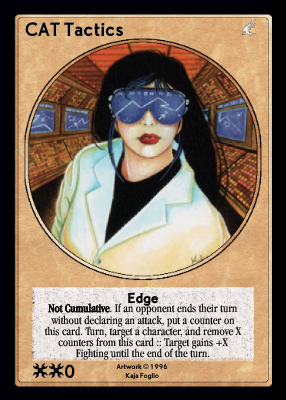 CAT Tactics
Edge
Not Cumulative. If an opponent ends their turn
without declaring an attack, put a counter on
this card. Turn, target a character, and remove X
counters from this card :: Target gains +X
Fighting until the end of the turn.
Artwork © 1996
Kaja Foglio
0